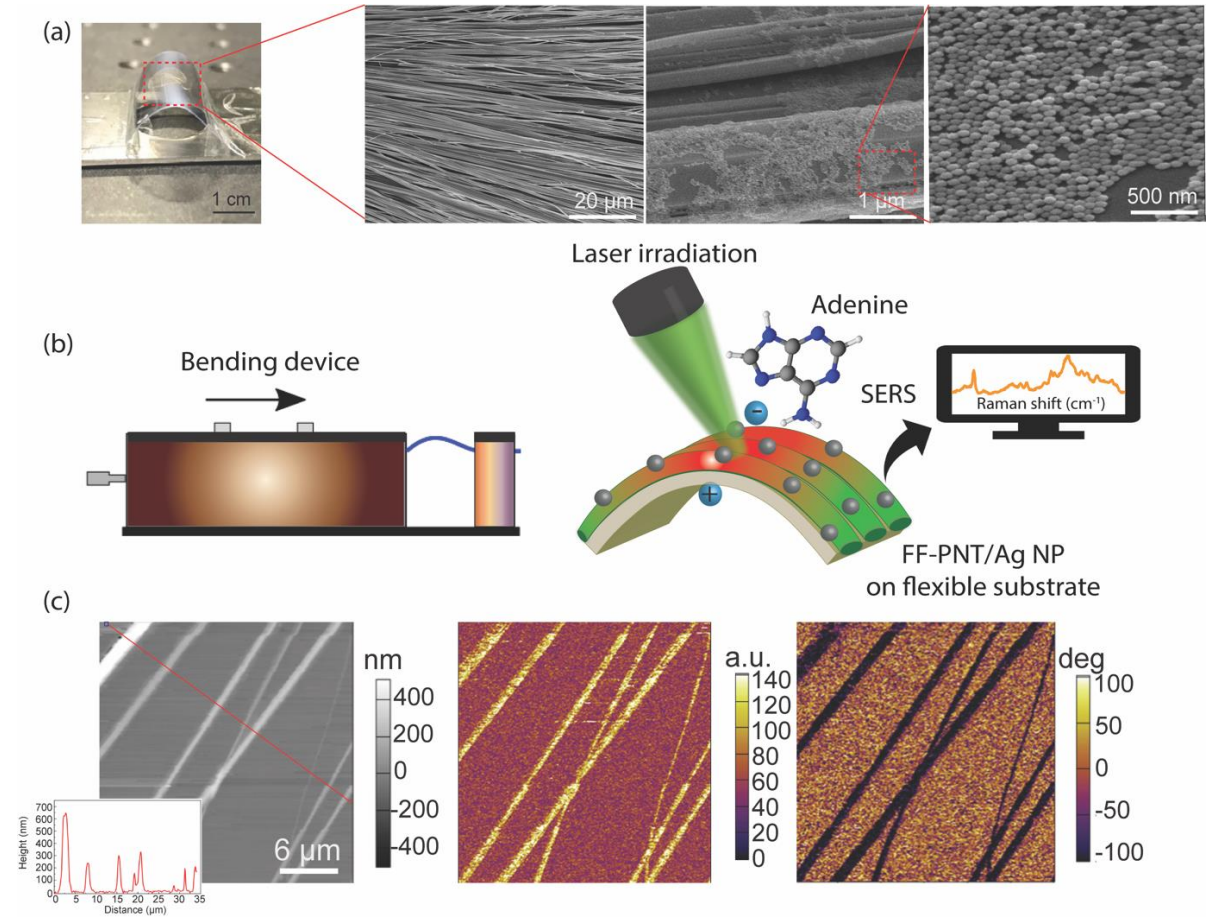 (a)
1 cm
20 µm
1 µm
500 nm
(b)
Bending device
Laser irradiation
Adenine
SERS
Raman shift (cm⁻¹)
-
+
FF-PNT/Ag NP
on flexible substrate
(c)
nm
400
200
0
-200
-400
6 µm
Height (nm)
700
600
500
400
300
200
100
0
0 5 10 15 20 25 30 35
Distance (µm)
a.u.
140
120
100
80
60
40
20
0
deg
100
50
0
-50
-100